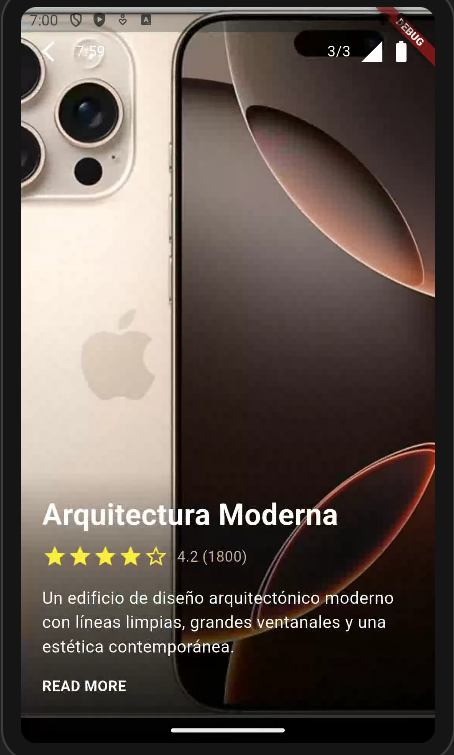 7:00
DEBUG
7:59
3/3
Arquitectura Moderna
4.2 (1800)
Un edificio de diseño arquitectónico moderno
con líneas limpias, grandes ventanales y una
estética contemporánea.
READ MORE